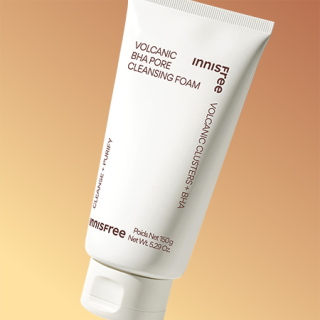 VOLCANIC
BHA PORE
CLEANSING FOAM
innisfree
VOLCANIC CLUSTERS + BHA
CLEANSE + PURIFY
innisfree
Poids Net 150g
Net Wt. 5.29 Oz.